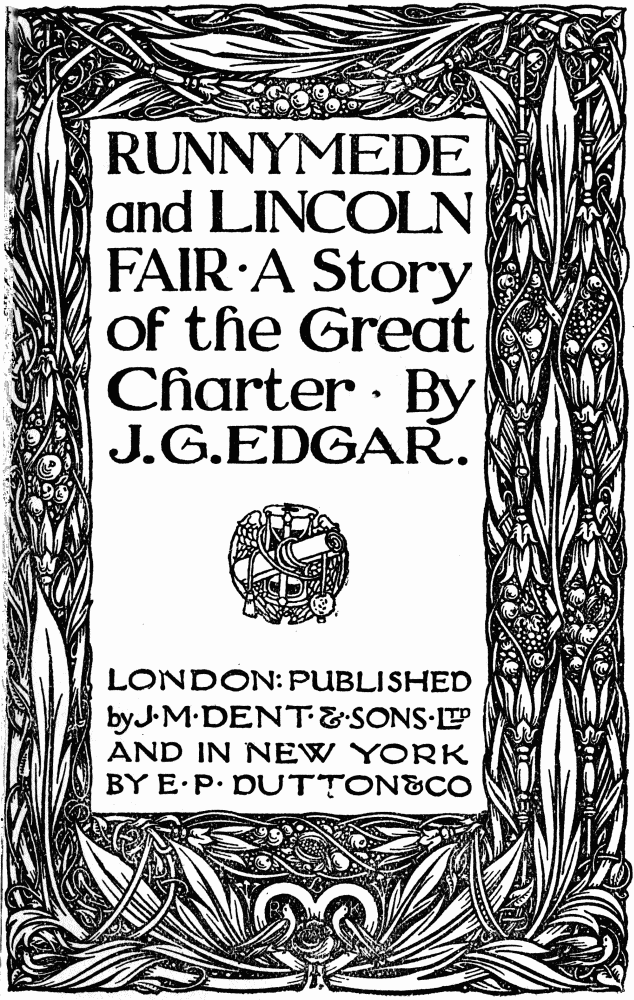 RUNNYMEDE
and LINCOLN
FAIR · A Story
of the Great
Charter · By
J. G. EDGAR.
LONDON: PUBLISHED
by J · M · DENT · & · SONS · LTD
AND IN NEW YORK
BY E · P · DUTTON & CO